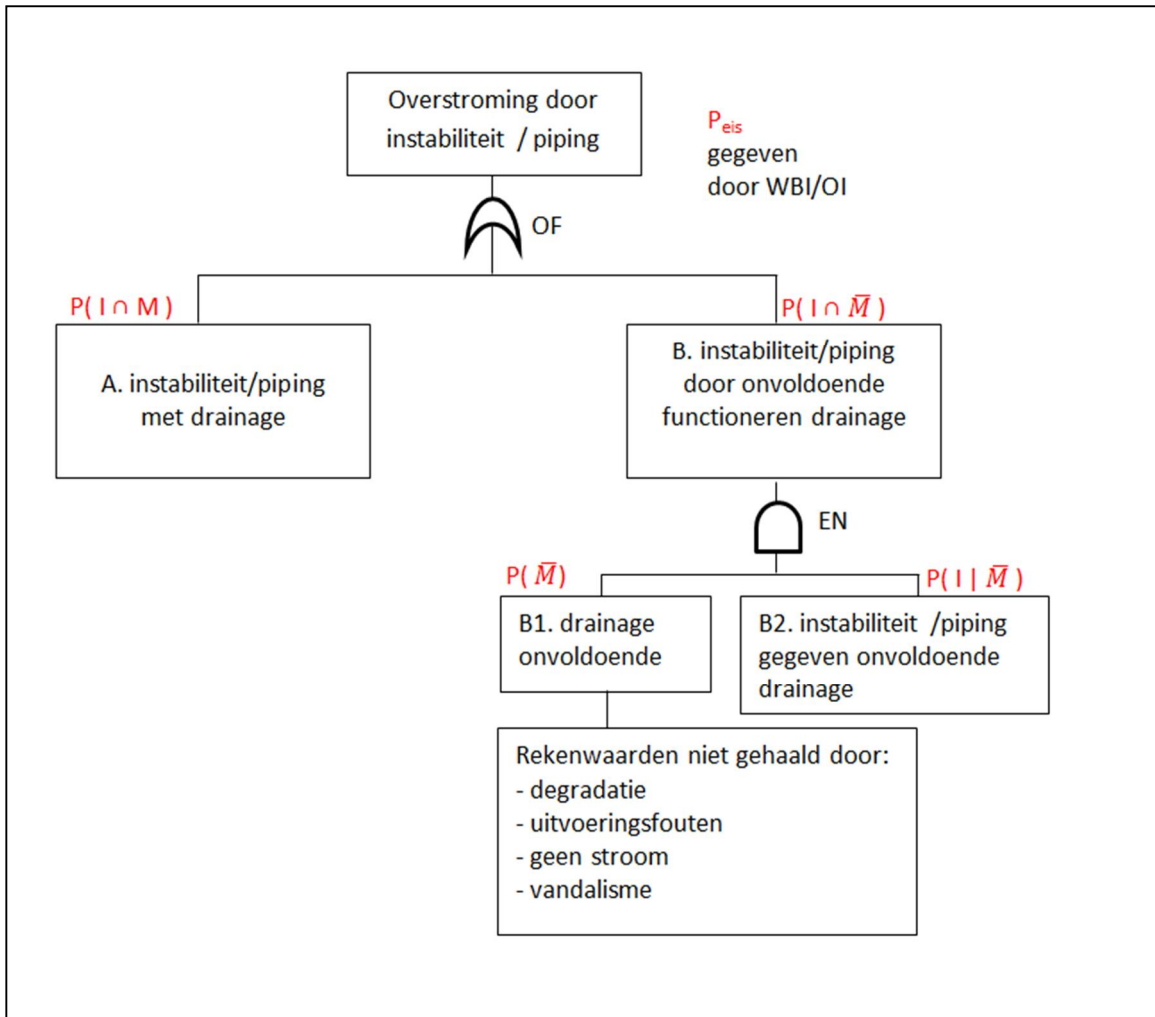 Overstroming door
instabiliteit / piping
P_eis
gegeven
door WBI/OI
OF
P( I ∩ M )
P( I ∩ M̅ )
A. instabiliteit/piping
met drainage
B. instabiliteit/piping
door onvoldoende
functioneren drainage
EN
P( M̅ )
P( I | M̅ )
B1. drainage
onvoldoende
B2. instabiliteit /piping
gegeven onvoldoende
drainage
Rekenwaarden niet gehaald door:
- degradatie
- uitvoeringsfouten
- geen stroom
- vandalisme